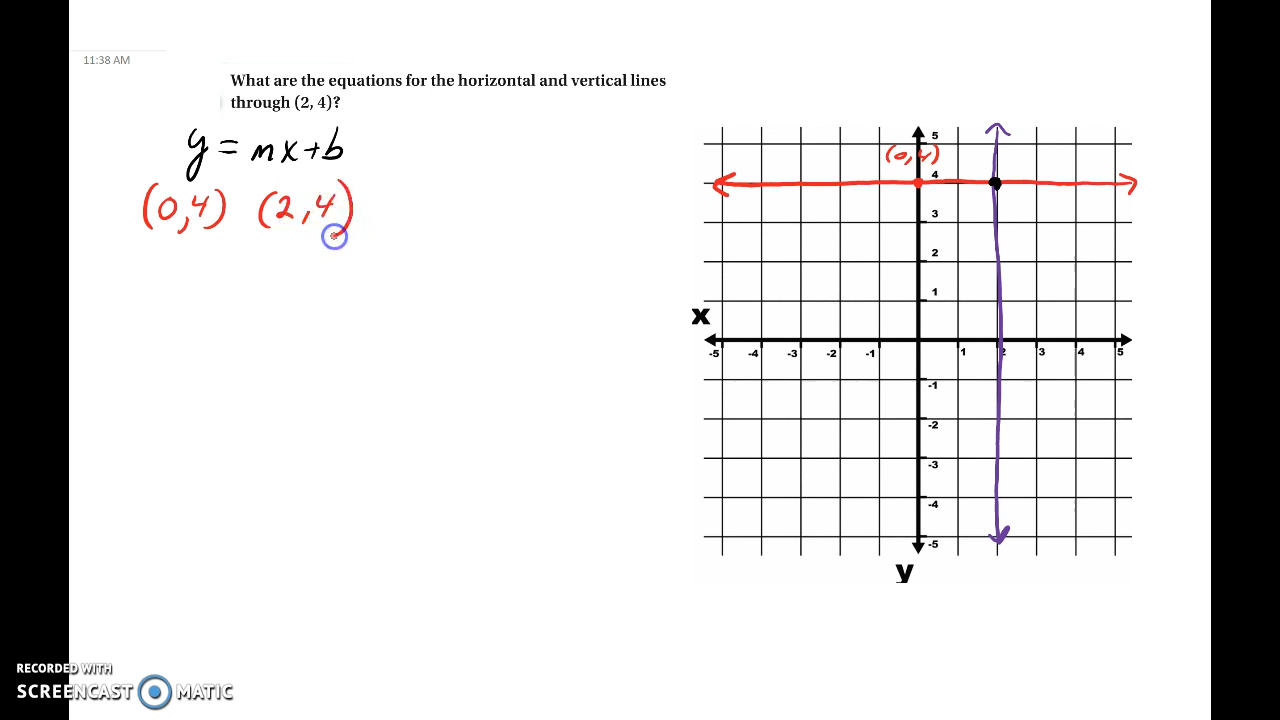 11:38 AM
What are the equations for the horizontal and vertical lines
through (2, 4)?
y = mx+b
(0,4) (2,4)
5
(0,4)
4
3
2
1
x
-5 -4 -3 -2 -1 1 2 3 4 5
-1
-2
-3
-4
-5
y
RECORDED WITH
SCREENCAST MATIC